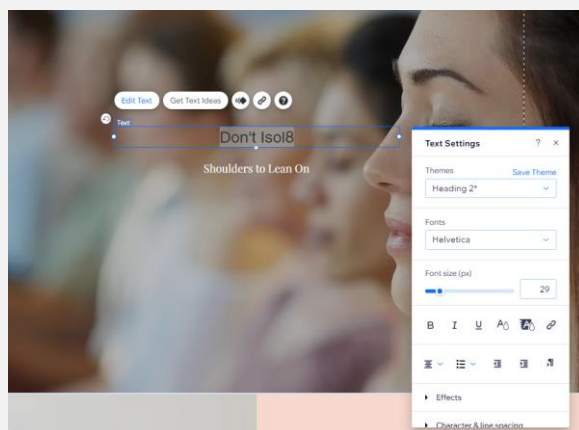 Edit Text
Get Text Ideas
?
Text
Don't Isol8
Shoulders to Lean On
Text Settings ? ×
Themes Save Theme
Heading 2*
Fonts
Helvetica
Font size (px)
29
B I U A A
Effects
Character & line spacing